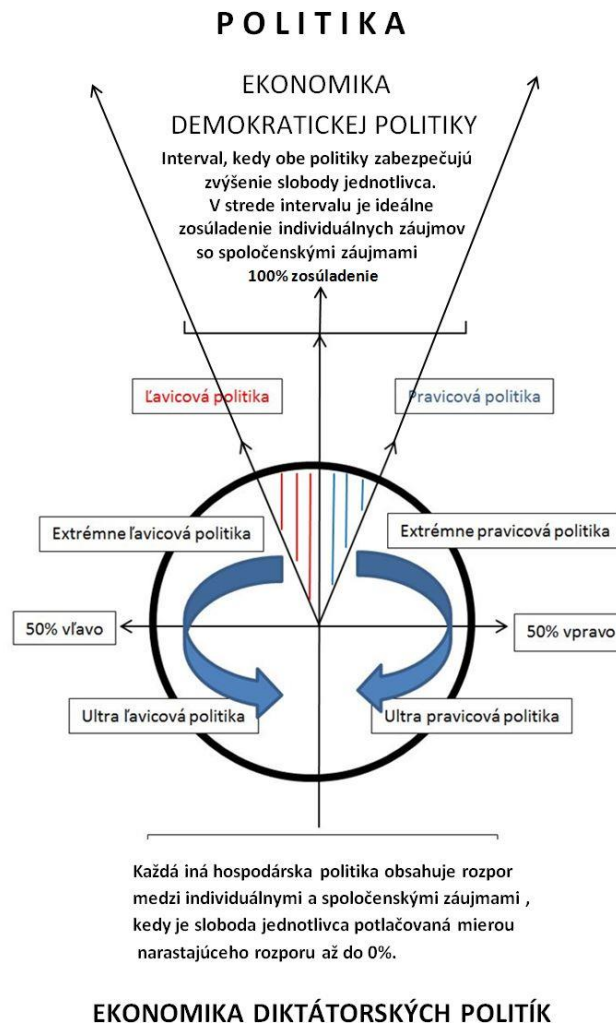 POLITIKA
EKONOMIKA
DEMOKRATICKEJ POLITIKY
Interval, kedy obe politiky zabezpečujú
zvýšenie slobody jednotlivca.
V strede intervalu je ideálne
zosúladenie individuálnych záujmov
so spoločenskými záujmami
100% zosúladenie
Ľavicová politika
Pravicová politika
Extrémne ľavicová politika
Extrémne pravicová politika
50% vľavo
50% vpravo
Ultra ľavicová politika
Ultra pravicová politika
Každá iná hospodárska politika obsahuje rozpor
medzi individuálnymi a spoločenskými záujmami ,
kedy je sloboda jednotlivca potlačovaná mierou
narastajúceho rozporu až do 0%.
EKONOMIKA DIKTÁTORSKÝCH POLITÍK